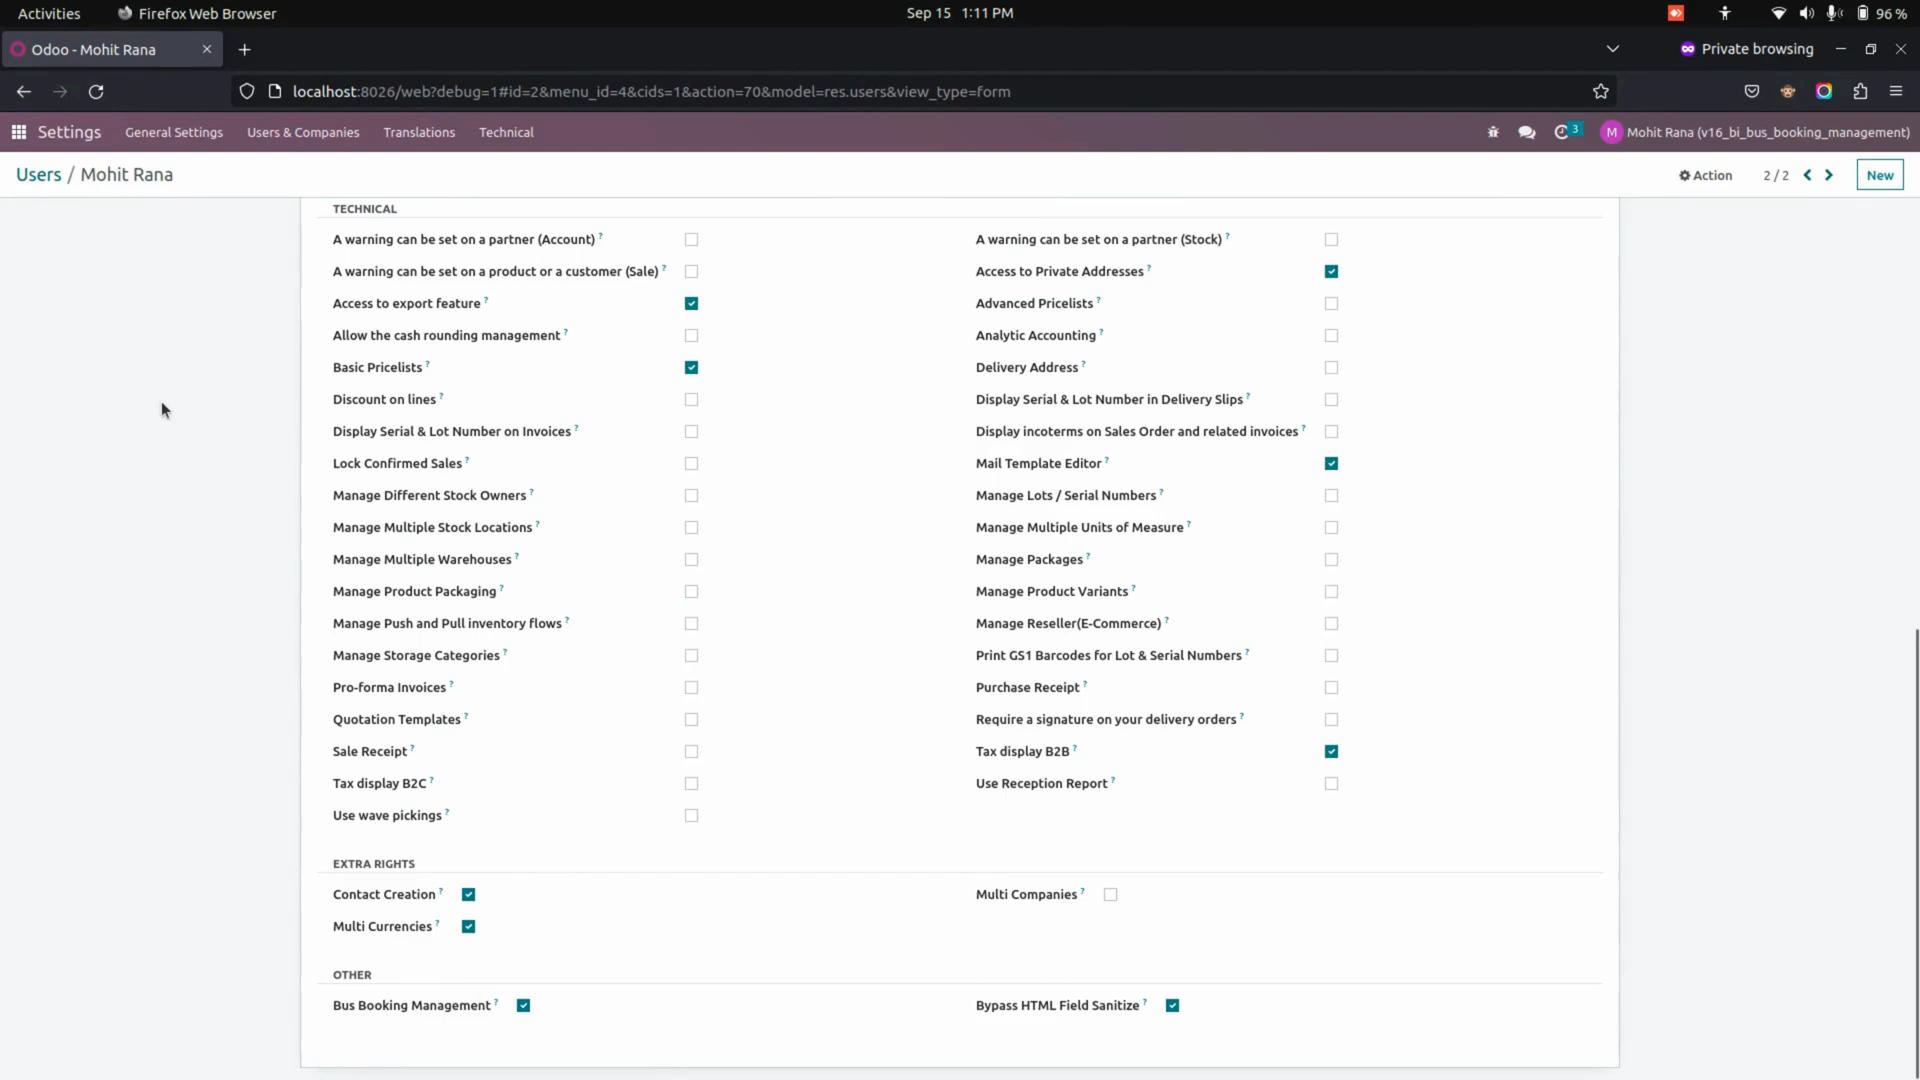 Activities Firefox Web Browser Sep 15 1:11 PM 96 %
Odoo - Mohit Rana Private browsing
localhost:8026/web?debug=1#id=2&menu_id=4&cids=1&action=70&model=res.users&view_type=form
Settings General Settings Users & Companies Translations Technical 3 M Mohit Rana (v16_bi_bus_booking_management)
Users / Mohit Rana Action 2 / 2 New
TECHNICAL
A warning can be set on a partner (Account) ? A warning can be set on a partner (Stock) ?
A warning can be set on a product or a customer (Sale) ? Access to Private Addresses ?
Access to export feature ? Advanced Pricelists ?
Allow the cash rounding management ? Analytic Accounting ?
Basic Pricelists ? Delivery Address ?
Discount on lines ? Display Serial & Lot Number in Delivery Slips ?
Display Serial & Lot Number on Invoices ? Display incoterms on Sales Order and related invoices ?
Lock Confirmed Sales ? Mail Template Editor ?
Manage Different Stock Owners ? Manage Lots / Serial Numbers ?
Manage Multiple Stock Locations ? Manage Multiple Units of Measure ?
Manage Multiple Warehouses ? Manage Packages ?
Manage Product Packaging ? Manage Product Variants ?
Manage Push and Pull inventory flows ? Manage Reseller(E-Commerce) ?
Manage Storage Categories ? Print GS1 Barcodes for Lot & Serial Numbers ?
Pro-forma Invoices ? Purchase Receipt ?
Quotation Templates ? Require a signature on your delivery orders ?
Sale Receipt ? Tax display B2B ?
Tax display B2C ? Use Reception Report ?
Use wave pickings ?
EXTRA RIGHTS
Contact Creation ? Multi Companies ?
Multi Currencies ?
OTHER
Bus Booking Management ? Bypass HTML Field Sanitize ?